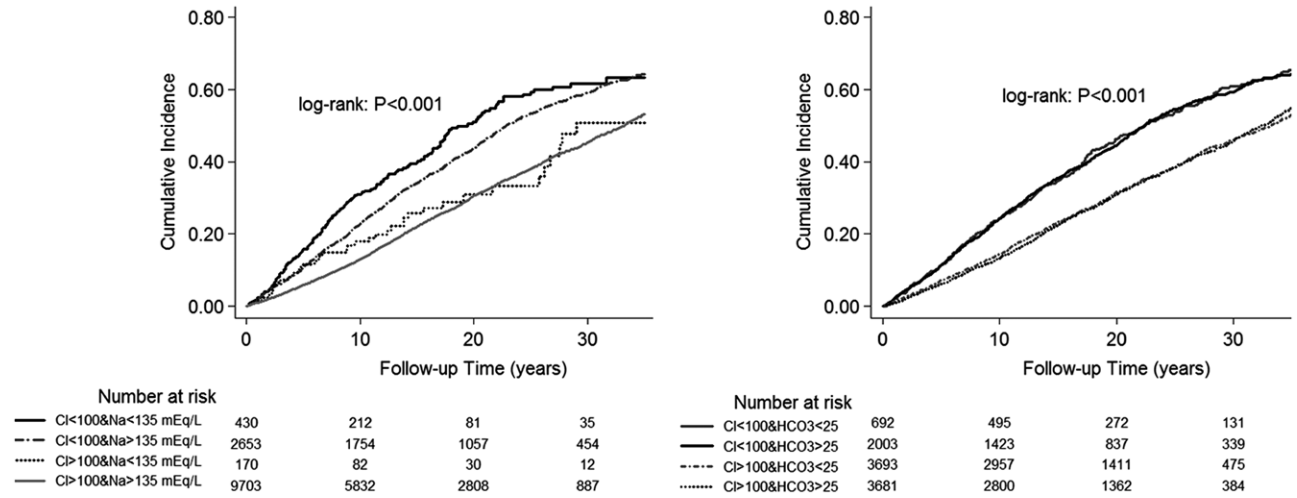 0.80
0.60
0.40
0.20
0.00
Cumulative Incidence
log-rank: P<0.001
0 10 20 30
Follow-up Time (years)
Number at risk
Cl<100&Na<135 mEq/L 430 212 81 35
Cl<100&Na>135 mEq/L 2653 1754 1057 454
Cl>100&Na<135 mEq/L 170 82 30 12
Cl>100&Na>135 mEq/L 9703 5832 2808 887
0.80
0.60
0.40
0.20
0.00
Cumulative Incidence
log-rank: P<0.001
0 10 20 30
Follow-up Time (years)
Number at risk
Cl<100&HCO3<25 692 495 272 131
Cl<100&HCO3>25 2003 1423 837 339
Cl>100&HCO3<25 3693 2957 1411 475
Cl>100&HCO3>25 3681 2800 1362 384